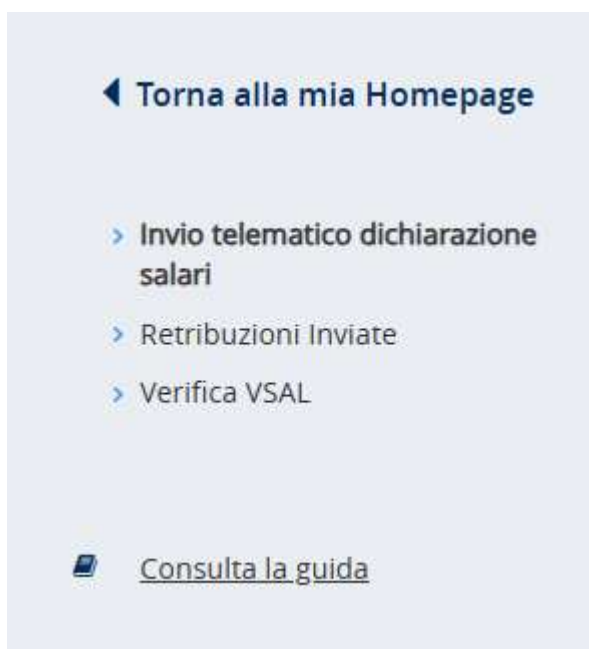 Torna alla mia Homepage
Invio telematico dichiarazione
salari
Retribuzioni Inviate
Verifica VSAL
Consulta la guida